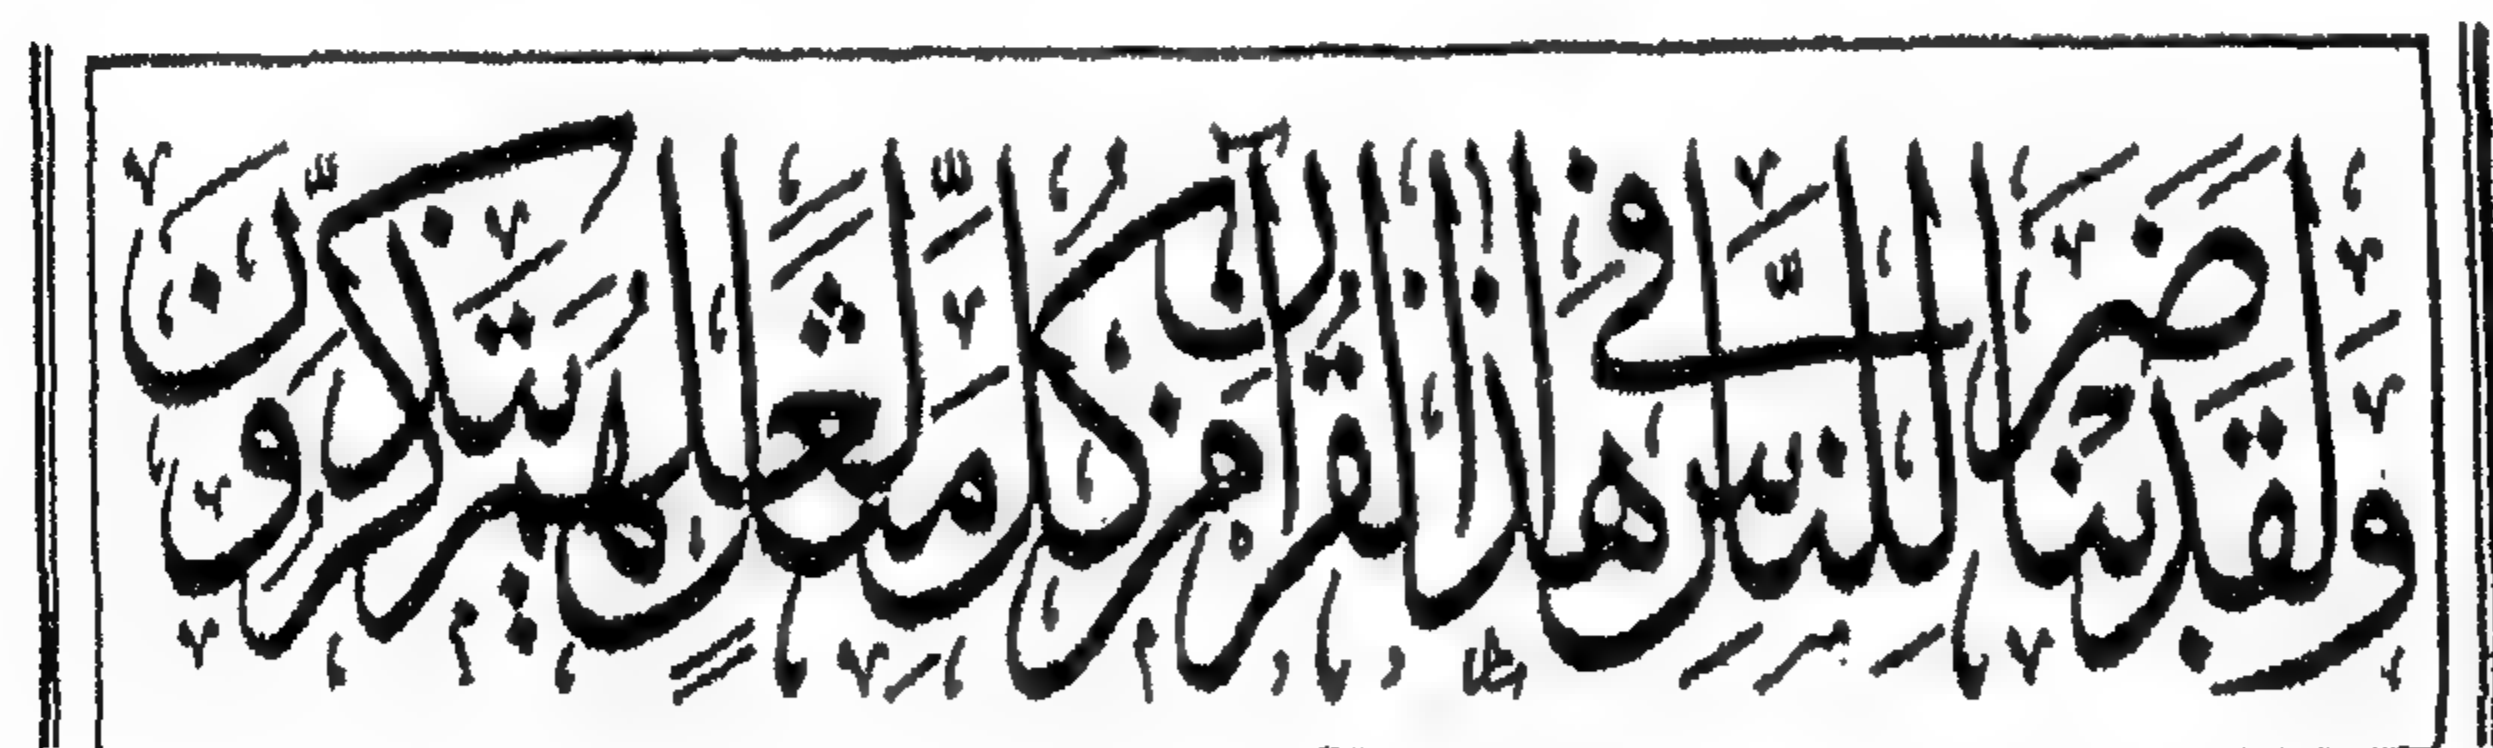 وَلَقَدْ ضَرَبْنَا لِلنَّاسِ فِي هَذَا الْقُرْآنِ مِنْ كُلِّ مَثَلٍ لَعَلَّهُمْ يَتَذَكَّرُونَ